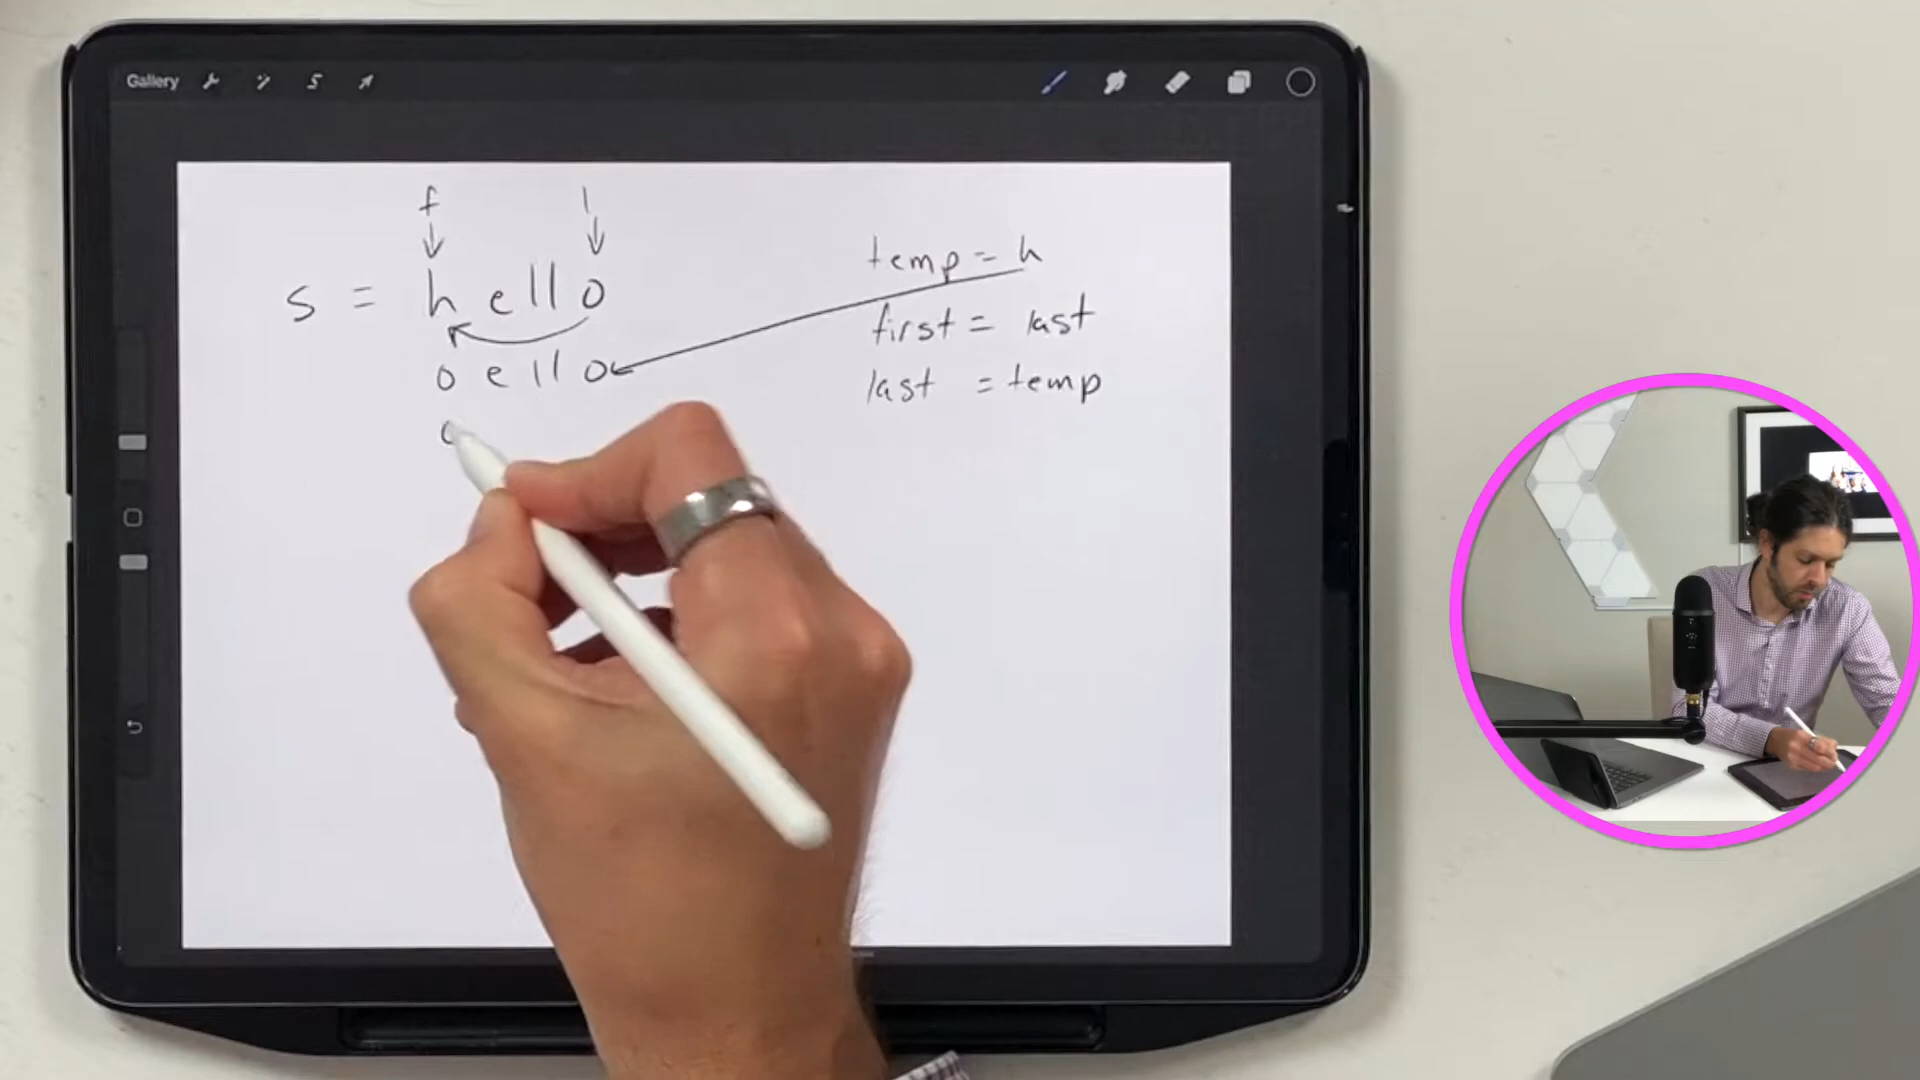 Gallery
f l
s = hello
oello
o
temp = h
first = last
last = temp